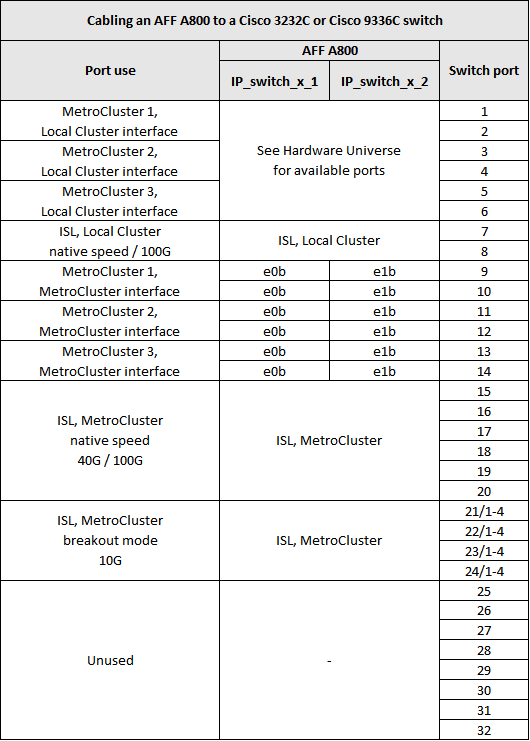 Cabling an AFF A800 to a Cisco 3232C or Cisco 9336C switch
Port use
AFF A800
Switch port
IP_switch_x_1
IP_switch_x_2
MetroCluster 1,
Local Cluster interface
See Hardware Universe
for available ports
1
2
MetroCluster 2,
Local Cluster interface
3
4
MetroCluster 3,
Local Cluster interface
5
6
ISL, Local Cluster
native speed / 100G
ISL, Local Cluster
7
8
MetroCluster 1,
MetroCluster interface
e0b e1b 9
e0b e1b 10
MetroCluster 2,
MetroCluster interface
e0b e1b 11
e0b e1b 12
MetroCluster 3,
MetroCluster interface
e0b e1b 13
e0b e1b 14
ISL, MetroCluster
native speed
40G / 100G
ISL, MetroCluster
15
16
17
18
19
20
ISL, MetroCluster
breakout mode
10G
ISL, MetroCluster
21/1-4
22/1-4
23/1-4
24/1-4
Unused
-
25
26
27
28
29
30
31
32